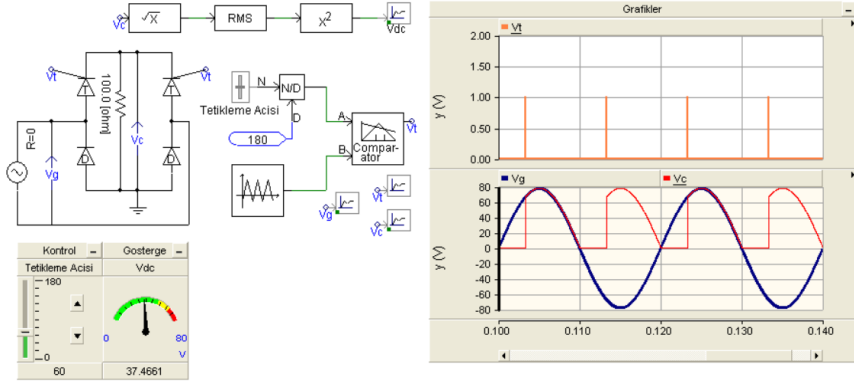 Vc
√X
RMS
X²
Vdc
Vt
Vt
T
T
100.0 [ohm]
R=0
Vg
Vc
D
D
N
N/D
D
Tetikleme Acisi
180
A
B
Compar-
ator
Vt
Vg
Vt
Vc
Kontrol
Tetikleme Acisi
180
0
60
Gosterge
Vdc
0
80
V
37.4661
Grafikler
Vt
y (V)
2.00
1.50
1.00
0.50
0.00
Vg
Vc
y (V)
80
60
40
20
0
-20
-40
-60
-80
0.100
0.110
0.120
0.130
0.140